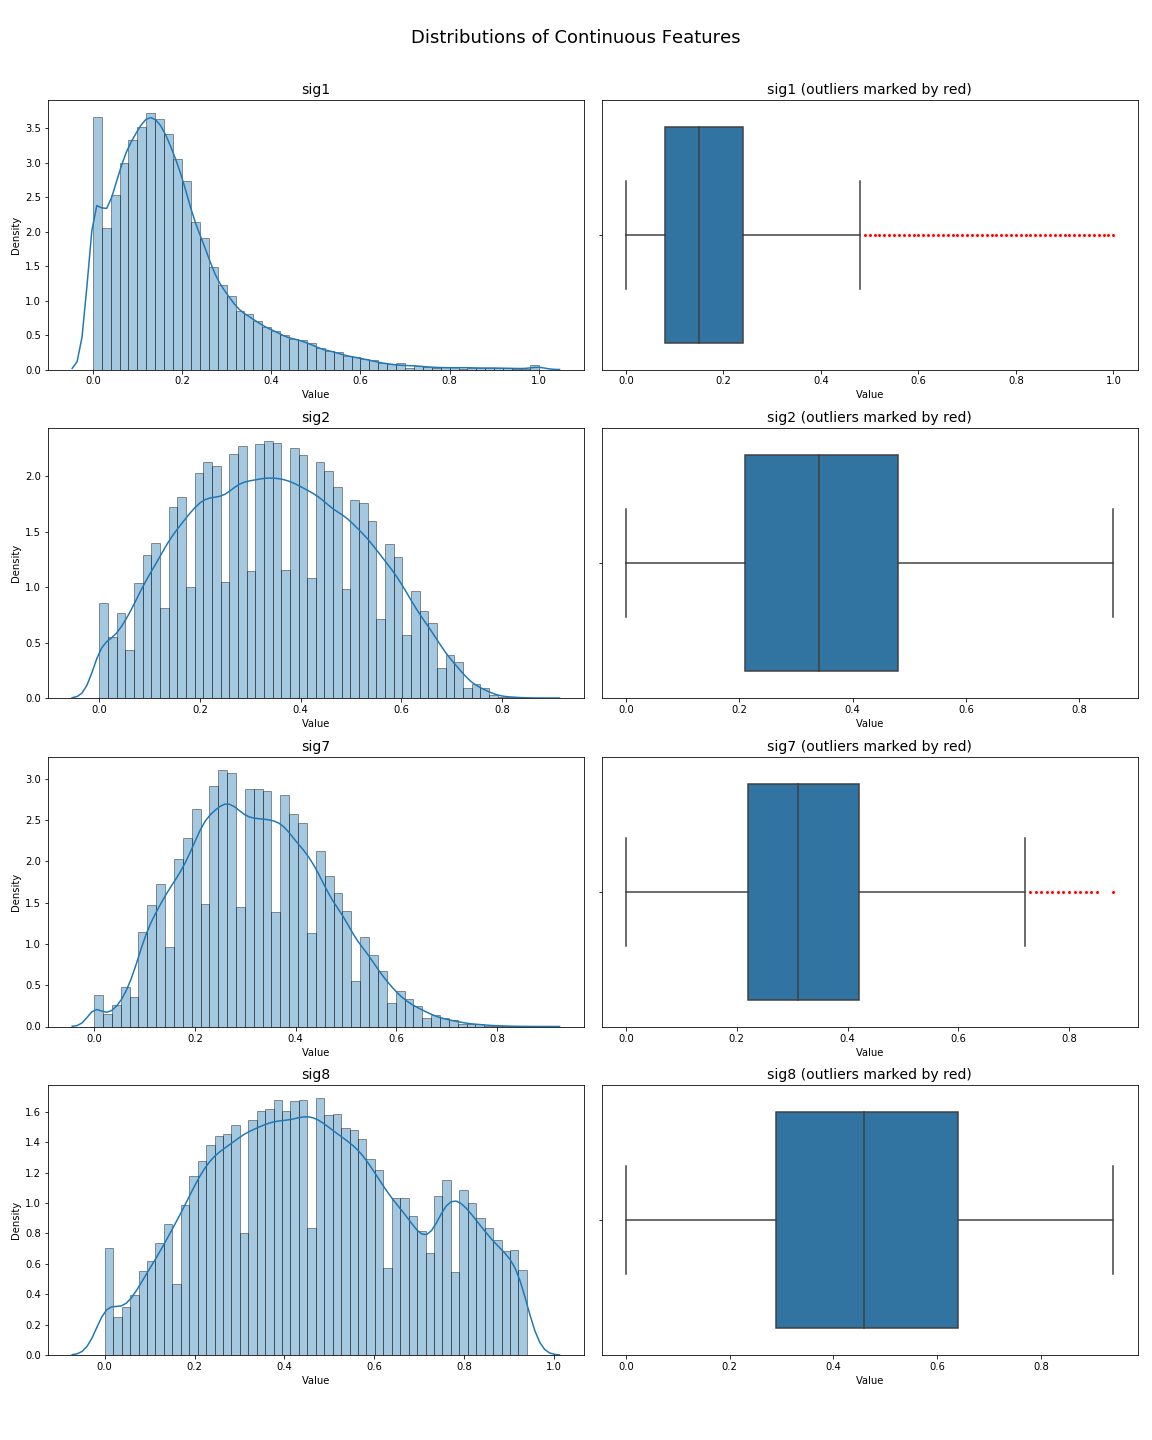 Distributions of Continuous Features
sig1
Density
3.5
3.0
2.5
2.0
1.5
1.0
0.5
0.0
0.0 0.2 0.4 0.6 0.8 1.0
Value
sig1 (outliers marked by red)
0.0 0.2 0.4 0.6 0.8 1.0
Value
sig2
Density
2.0
1.5
1.0
0.5
0.0
0.0 0.2 0.4 0.6 0.8
Value
sig2 (outliers marked by red)
0.0 0.2 0.4 0.6 0.8
Value
sig7
Density
3.0
2.5
2.0
1.5
1.0
0.5
0.0
0.0 0.2 0.4 0.6 0.8
Value
sig7 (outliers marked by red)
0.0 0.2 0.4 0.6 0.8
Value
sig8
Density
1.6
1.4
1.2
1.0
0.8
0.6
0.4
0.2
0.0
0.0 0.2 0.4 0.6 0.8 1.0
Value
sig8 (outliers marked by red)
0.0 0.2 0.4 0.6 0.8
Value